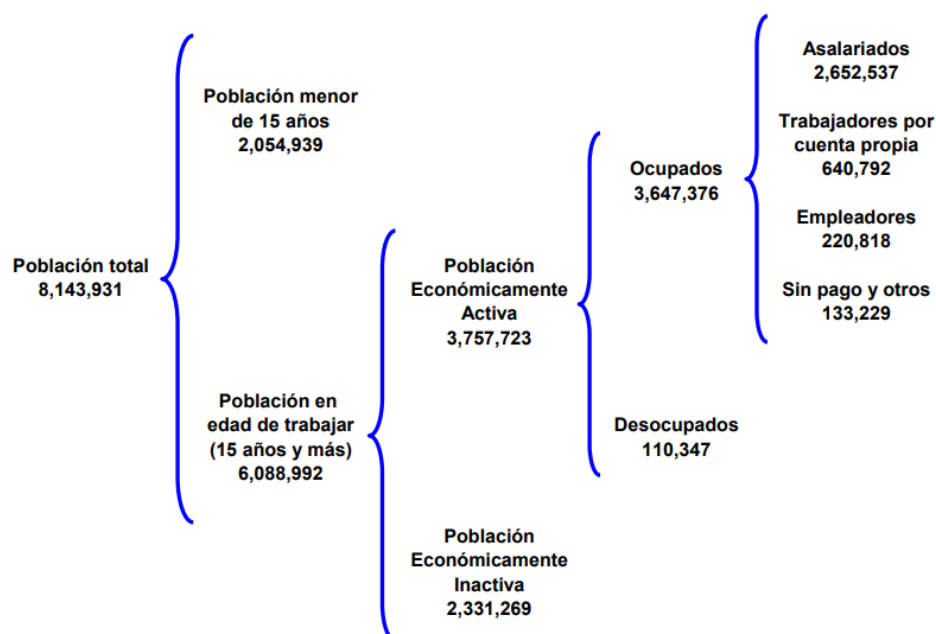 Población total
8,143,931
Población menor
de 15 años
2,054,939
Población en
edad de trabajar
(15 años y más)
6,088,992
Población
Económicamente
Activa
3,757,723
Población
Económicamente
Inactiva
2,331,269
Ocupados
3,647,376
Desocupados
110,347
Asalariados
2,652,537
Trabajadores por
cuenta propia
640,792
Empleadores
220,818
Sin pago y otros
133,229